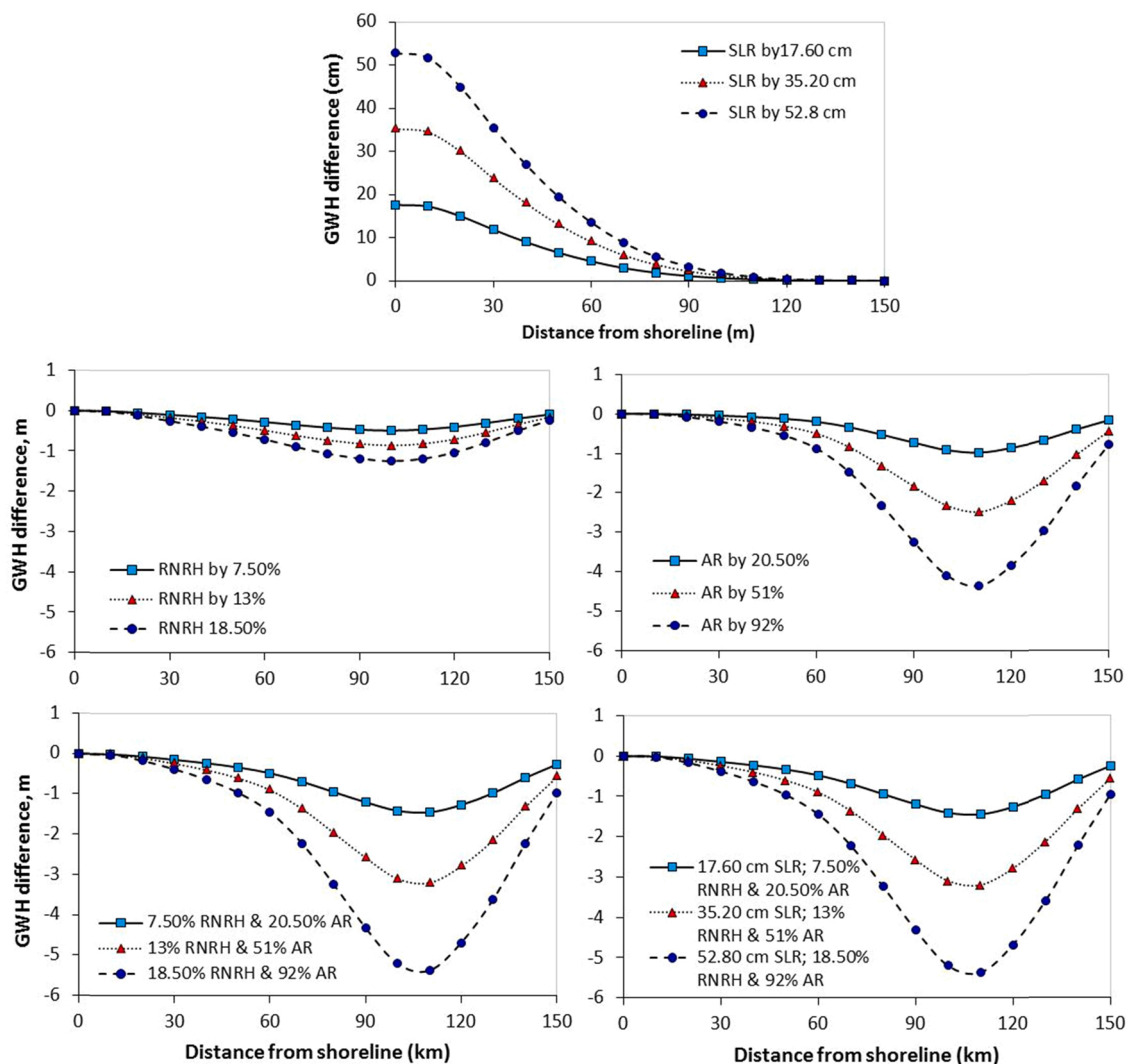 60
50
40
30
20
10
0
GWH difference (cm)
SLR by17.60 cm
SLR by 35.20 cm
SLR by 52.8 cm
0 30 60 90 120 150
Distance from shoreline (m)
1
0
-1
-2
-3
-4
-5
-6
GWH difference, m
RNRH by 7.50%
RNRH by 13%
RNRH 18.50%
0 30 60 90 120 150
1
0
-1
-2
-3
-4
-5
-6
AR by 20.50%
AR by 51%
AR by 92%
0 30 60 90 120 150
1
0
-1
-2
-3
-4
-5
-6
GWH difference, m
7.50% RNRH & 20.50% AR
13% RNRH & 51% AR
18.50% RNRH & 92% AR
0 30 60 90 120 150
Distance from shoreline (km)
1
0
-1
-2
-3
-4
-5
-6
17.60 cm SLR; 7.50%
RNRH & 20.50% AR
35.20 cm SLR; 13%
RNRH & 51% AR
52.80 cm SLR; 18.50%
RNRH & 92% AR
0 30 60 90 120 150
Distance from shoreline (km)